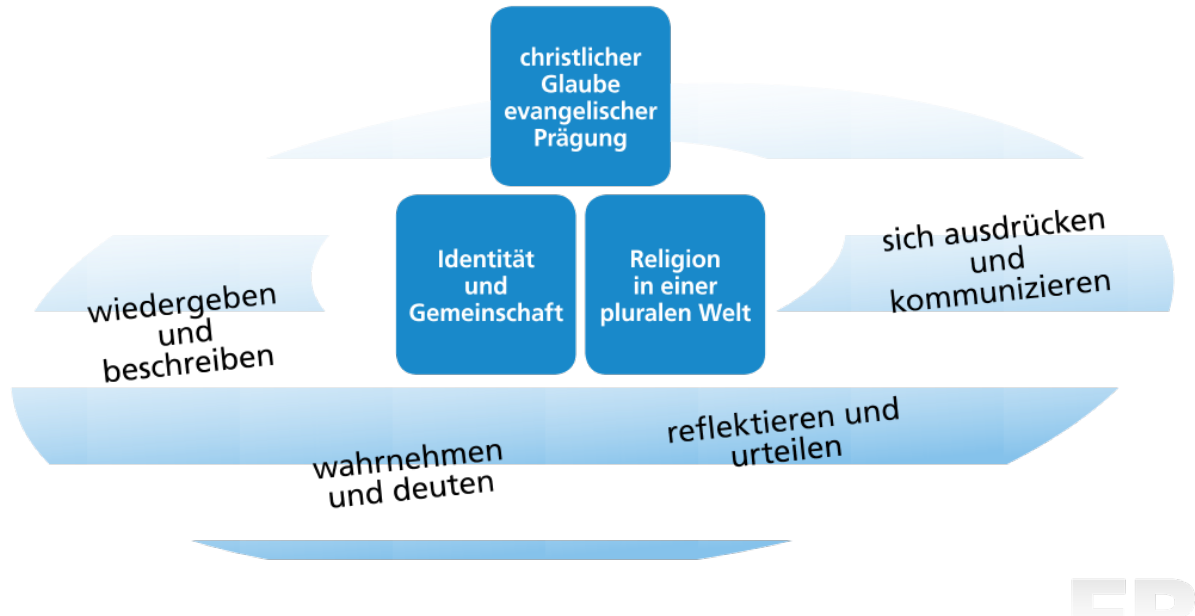 christlicher
Glaube
evangelischer
Prägung
Identität
und
Gemeinschaft
Religion
in einer
pluralen Welt
sich ausdrücken
und
kommunizieren
wiedergeben
und
beschreiben
reflektieren und
urteilen
wahrnehmen
und deuten
ER